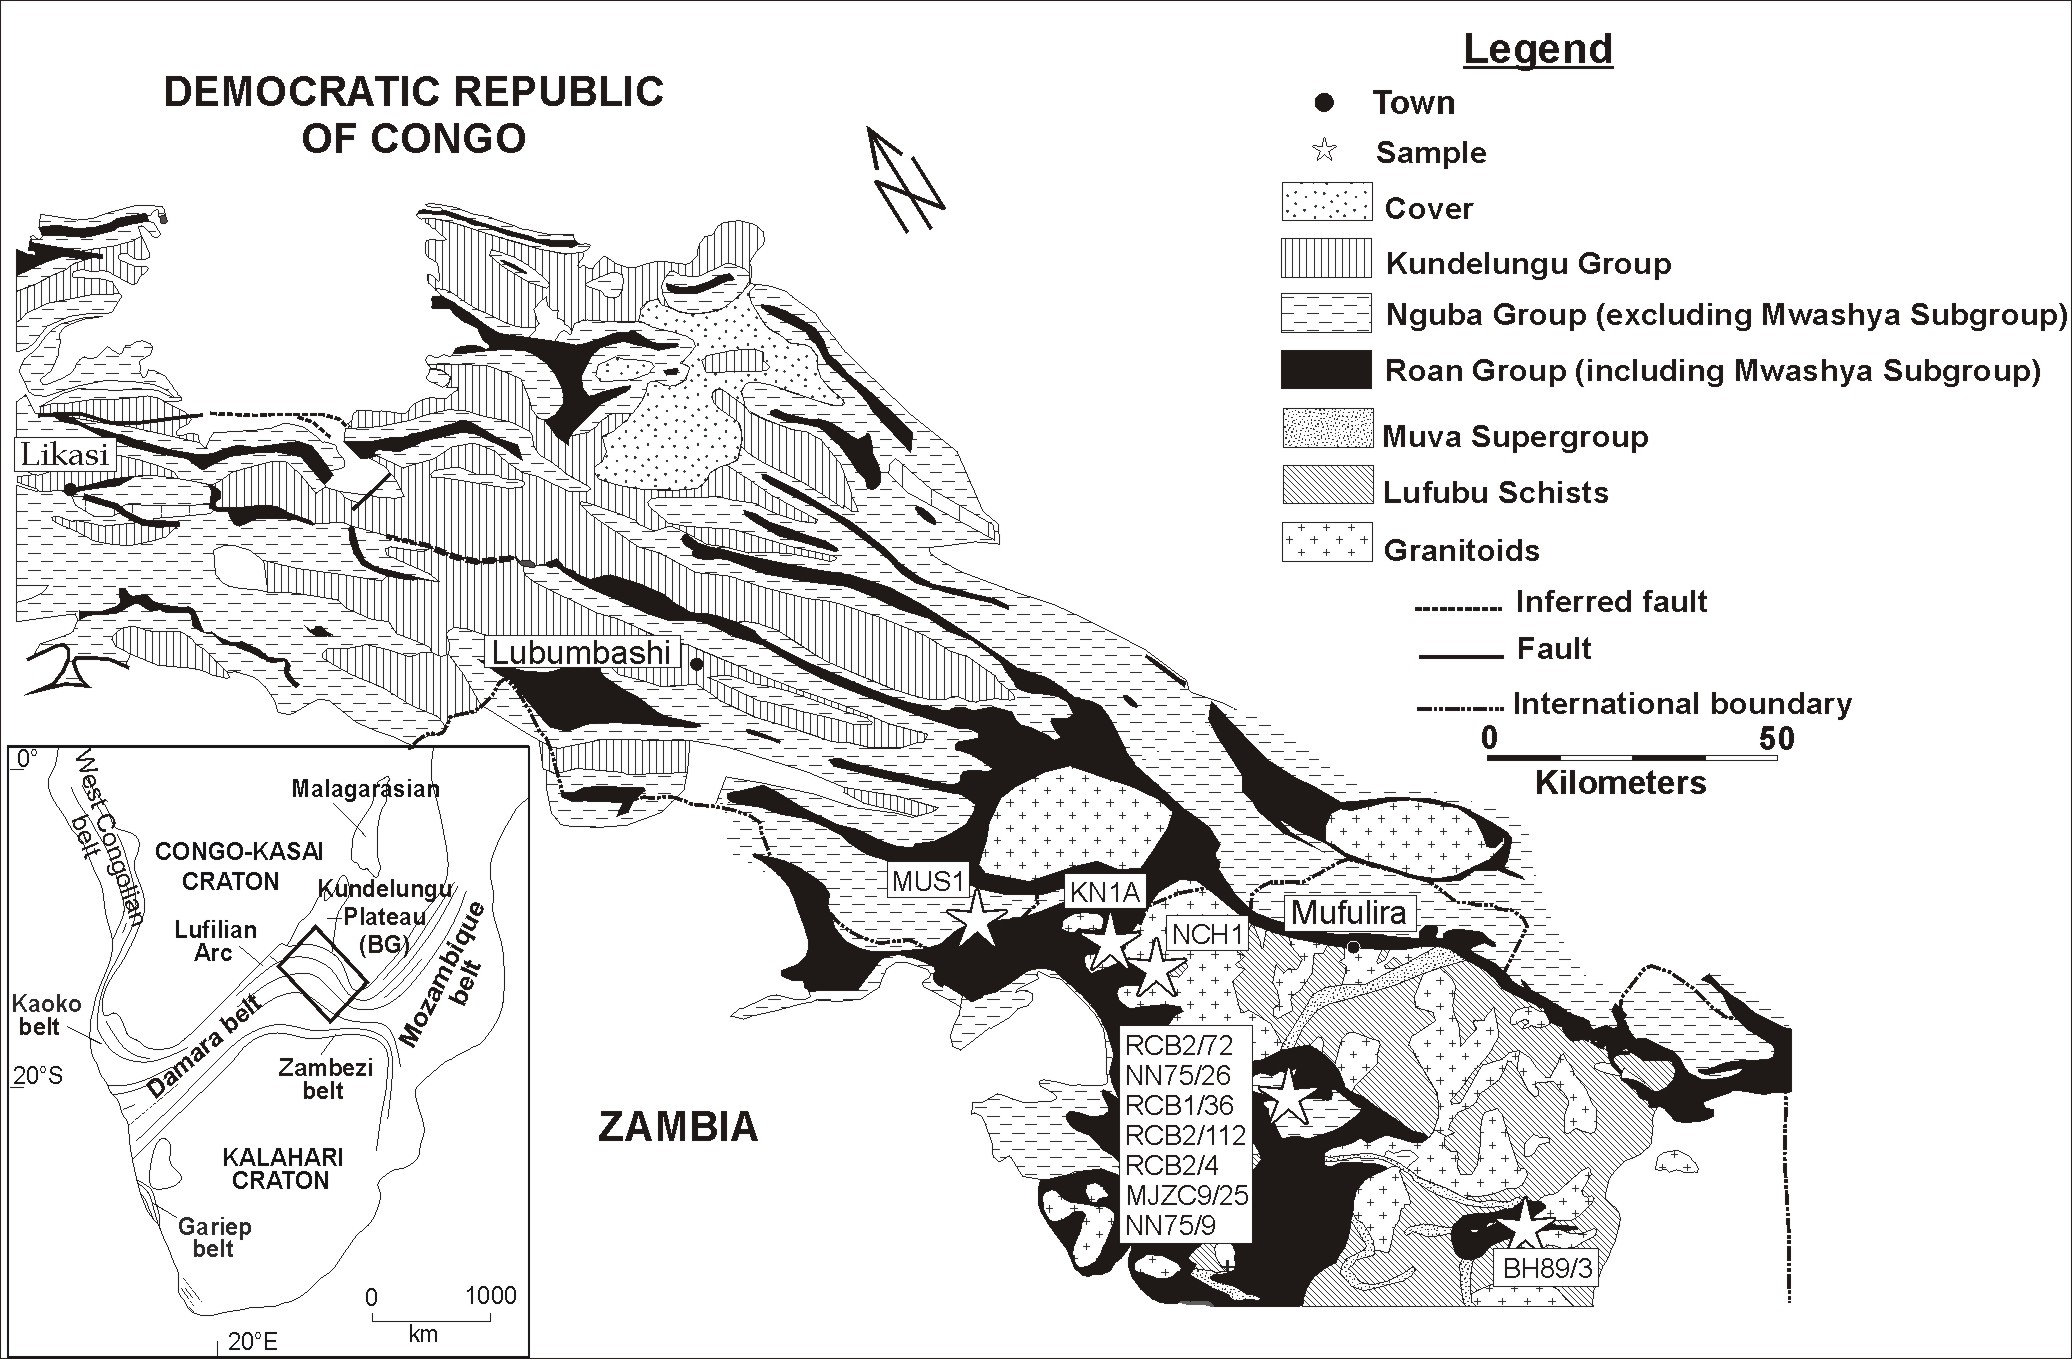 Legend
DEMOCRATIC REPUBLIC
OF CONGO
Town
Sample
Cover
Kundelungu Group
Nguba Group (excluding Mwashya Subgroup)
Roan Group (including Mwashya Subgroup)
Muva Supergroup
Lufubu Schists
Granitoids
Inferred fault
Fault
International boundary
0 50
Kilometers
N
Likasi
Lubumbashi
MUS1
KN1A
NCH1
Mufulira
RCB2/72
NN75/26
RCB1/36
RCB2/112
RCB2/4
MJZC9/25
NN75/9
BH89/3
ZAMBIA
0°
West-Congolian
belt
Malagarasian
CONGO-KASAI
CRATON
Kundelungu
Plateau
(BG)
Lufilian
Arc
Mozambique
belt
Kaoko
belt
Damara belt
20°S
Zambezi
belt
KALAHARI
CRATON
Gariep
belt
0 1000
km
20°E